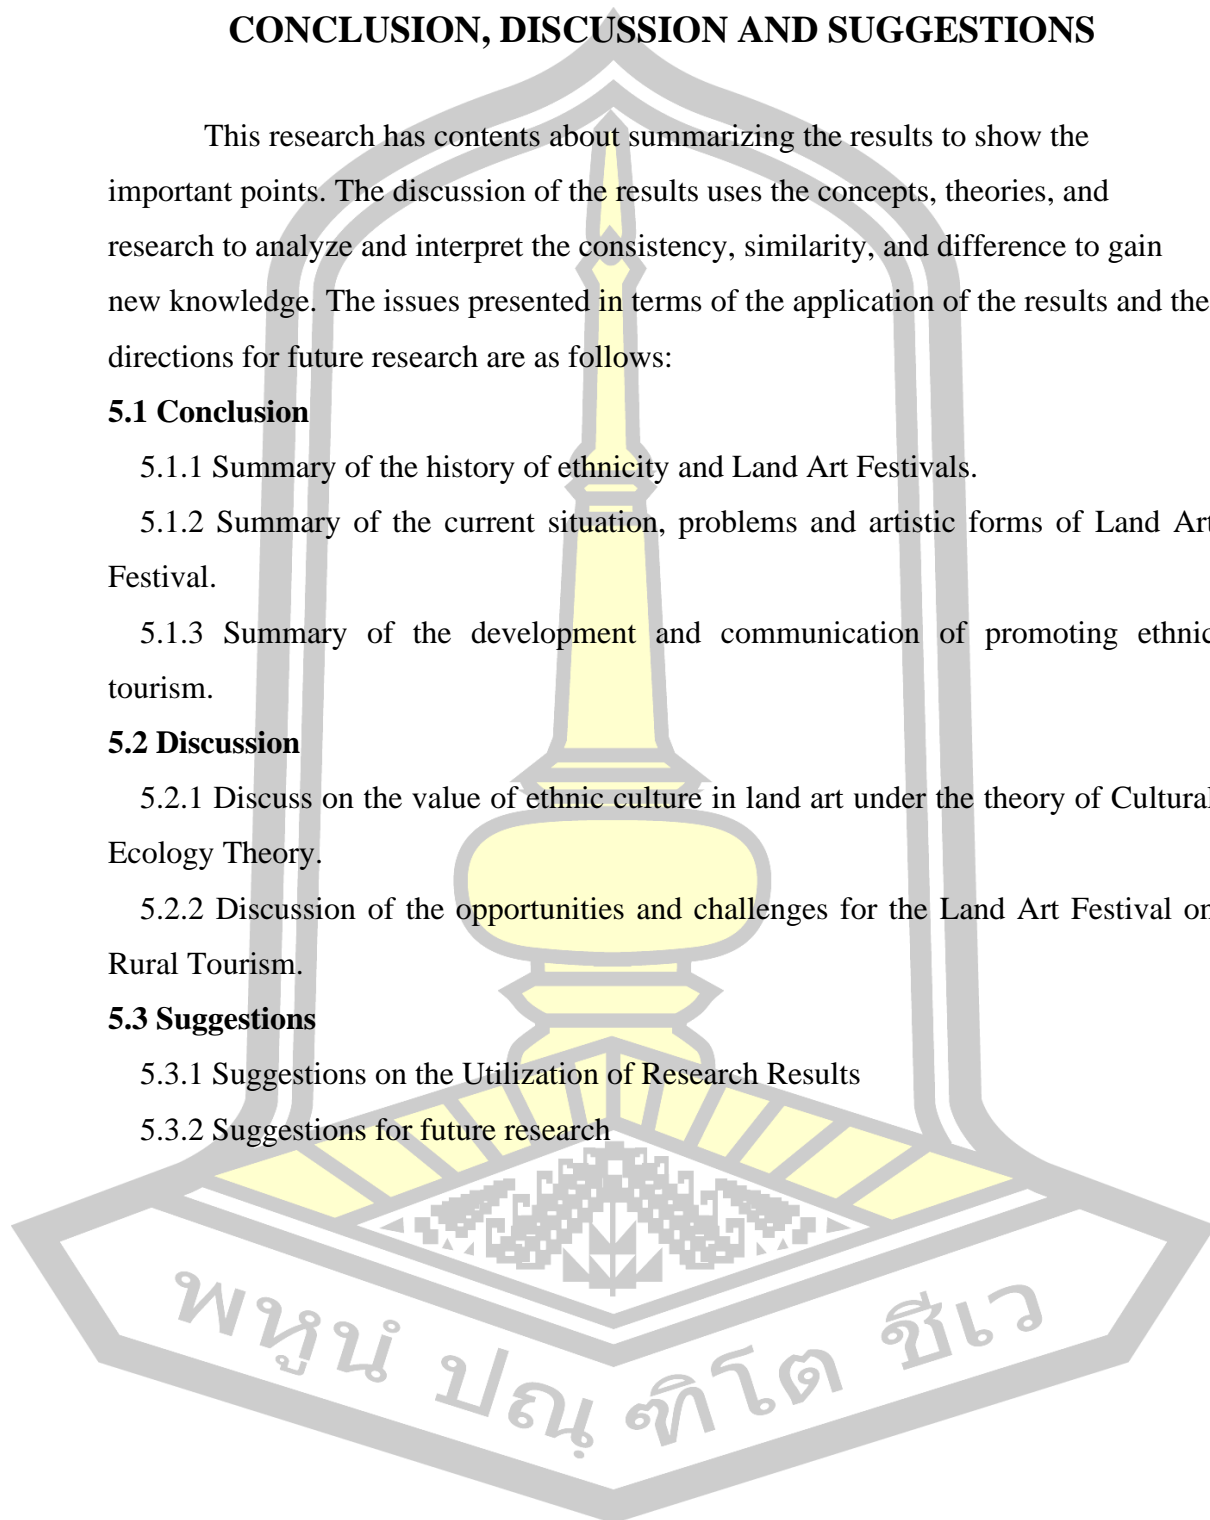 CONCLUSION, DISCUSSION AND SUGGESTIONS
This research has contents about summarizing the results to show the
important points. The discussion of the results uses the concepts, theories, and
research to analyze and interpret the consistency, similarity, and difference to gain
new knowledge. The issues presented in terms of the application of the results and the
directions for future research are as follows:
5.1 Conclusion
5.1.1 Summary of the history of ethnicity and Land Art Festivals.
5.1.2 Summary of the current situation, problems and artistic forms of Land Art
Festival.
5.1.3 Summary of the development and communication of promoting ethnic
tourism.
5.2 Discussion
5.2.1 Discuss on the value of ethnic culture in land art under the theory of Cultural
Ecology Theory.
5.2.2 Discussion of the opportunities and challenges for the Land Art Festival on
Rural Tourism.
5.3 Suggestions
5.3.1 Suggestions on the Utilization of Research Results
5.3.2 Suggestions for future research
พหูนํ ปณฺ ฑิโต ชีเว